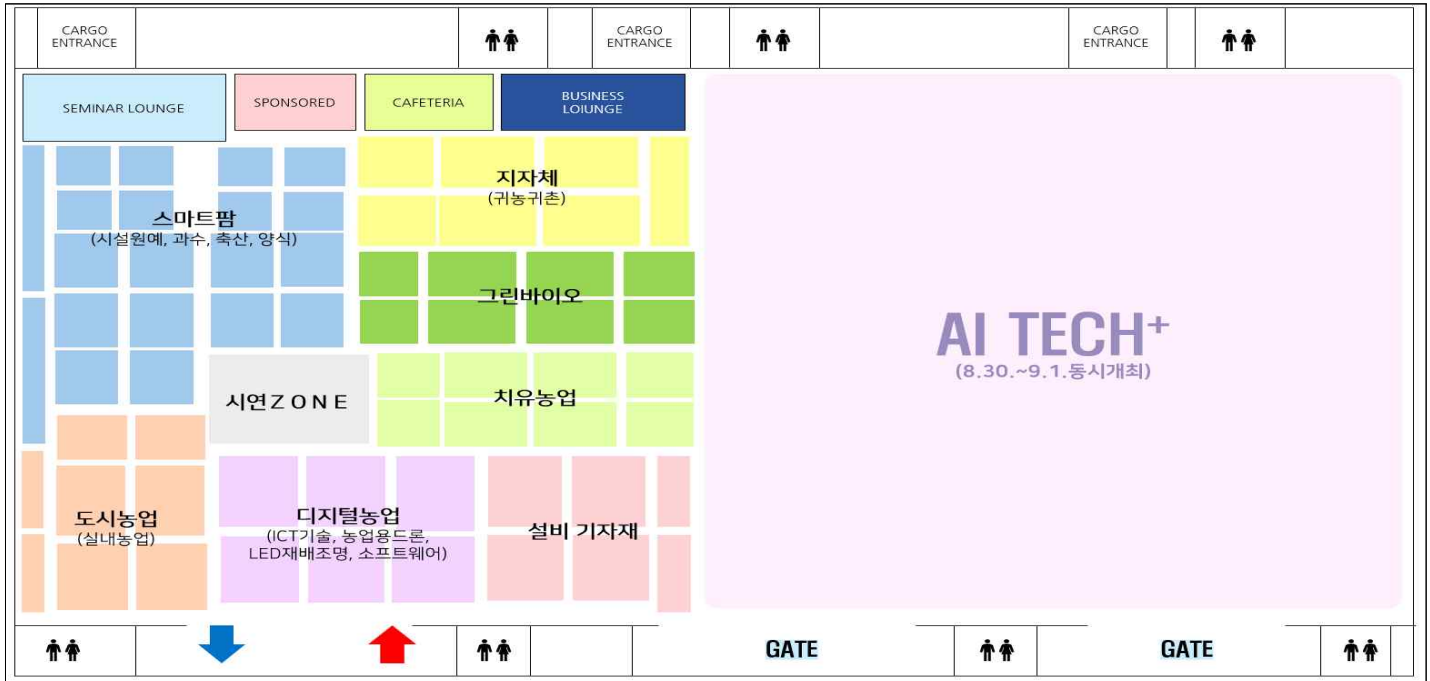 CARGO
ENTRANCE
CARGO
ENTRANCE
CARGO
ENTRANCE
SEMINAR LOUNGE
SPONSORED
CAFETERIA
BUSINESS
LOIUNGE
지자체
(귀농귀촌)
스마트팜
(시설원예, 과수, 축산, 양식)
그린바이오
AI TECH+
(8.30.~9.1.동시개최)
시연ZONE
치유농업
도시농업
(실내농업)
디지털농업
(ICT기술, 농업용드론,
LED재배조명, 소프트웨어)
설비 기자재
GATE
GATE